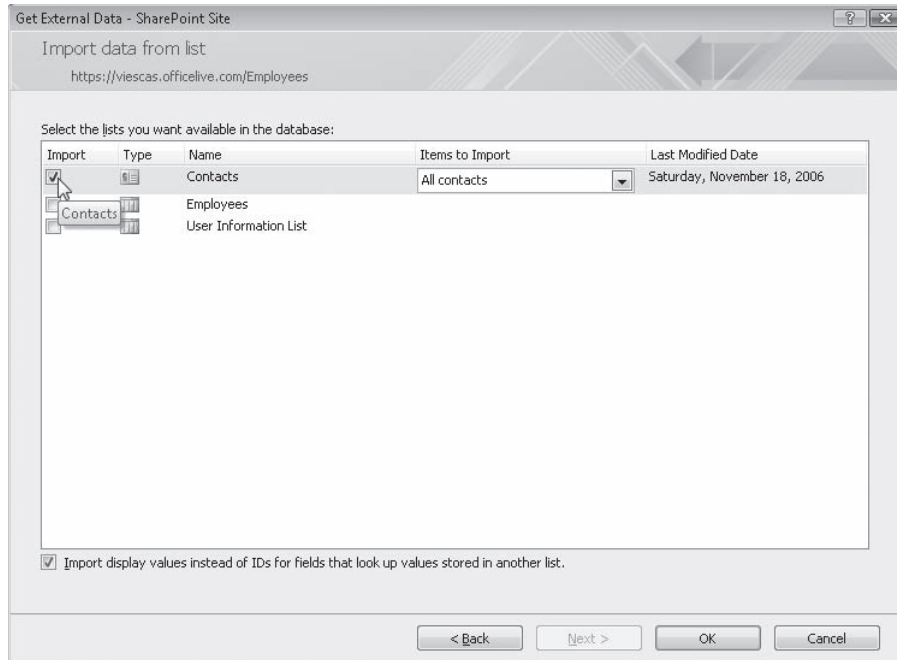 Get External Data - SharePoint Site
Import data from list
https://viescas.officelive.com/Employees
Select the lists you want available in the database:
Import Type Name Items to Import Last Modified Date
Contacts All contacts Saturday, November 18, 2006
Employees
Contacts
User Information List
Import display values instead of IDs for fields that look up values stored in another list.
< Back Next > OK Cancel